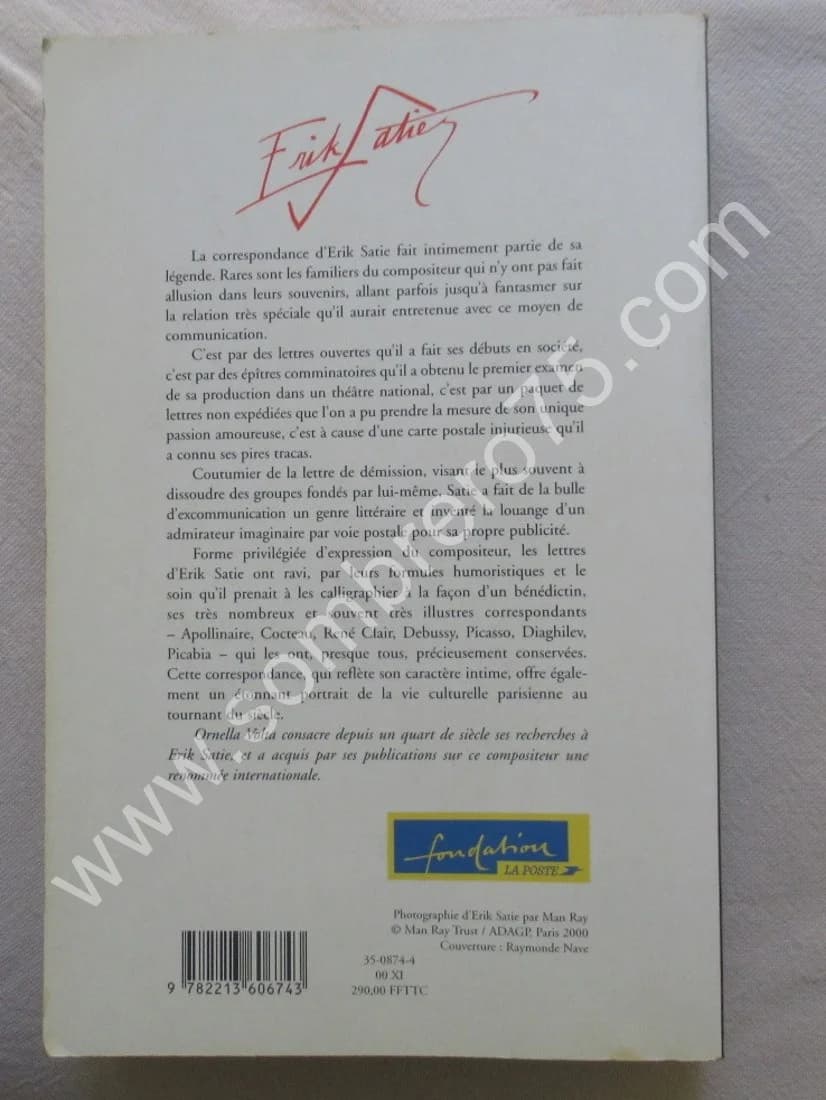 Erik Satie
La correspondance d'Erik Satie fait intimement partie de sa
légende. Rares sont les familiers du compositeur qui n'y ont pas fait
allusion dans leurs souvenirs, allant parfois jusqu'à fantasmer sur
la relation très spéciale qu'il aurait entretenue avec ce moyen de
communication.
C'est par des lettres ouvertes qu'il a fait ses débuts en société,
c'est par des épîtres comminatoires qu'il a obtenu le premier examen
de sa production dans un théâtre national, c'est par un paquet de
lettres non expédiées que l'on a pu prendre la mesure de son unique
passion amoureuse, c'est à cause d'une carte postale injurieuse qu'il
a connu ses pires tracas.
Coutumier de la lettre de démission, visant le plus souvent à
dissoudre des groupes fondés par lui-même, Satie a fait de la bulle
d'excommunication un genre littéraire et inventé la louange d'un
admirateur imaginaire par voie postale pour sa propre publicité.
Forme privilégiée d'expression du compositeur, les lettres
d'Erik Satie ont ravi, par leurs formules humoristiques et le
soin qu'il prenait à les calligraphier à la façon d'un bénédictin,
ses très nombreux et souvent très illustres correspondants
– Apollinaire, Cocteau, René Clair, Debussy, Picasso, Diaghilev,
Picabia – qui les ont, presque tous, précieusement conservées.
Cette correspondance, qui reflète son caractère intime, offre égale-
ment un étonnant portrait de la vie culturelle parisienne au
tournant du siècle.
Ornella Volta consacre depuis un quart de siècle ses recherches à
Erik Satie, et a acquis par ses publications sur ce compositeur une
renommée internationale.
fondation
LA POSTE
Photographie d'Erik Satie par Man Ray
© Man Ray Trust / ADAGP, Paris 2000
Couverture : Raymonde Nave
35-0874-4
00 XI
290,00 FFTTC
9 782213 606743
www.sombrero75.com